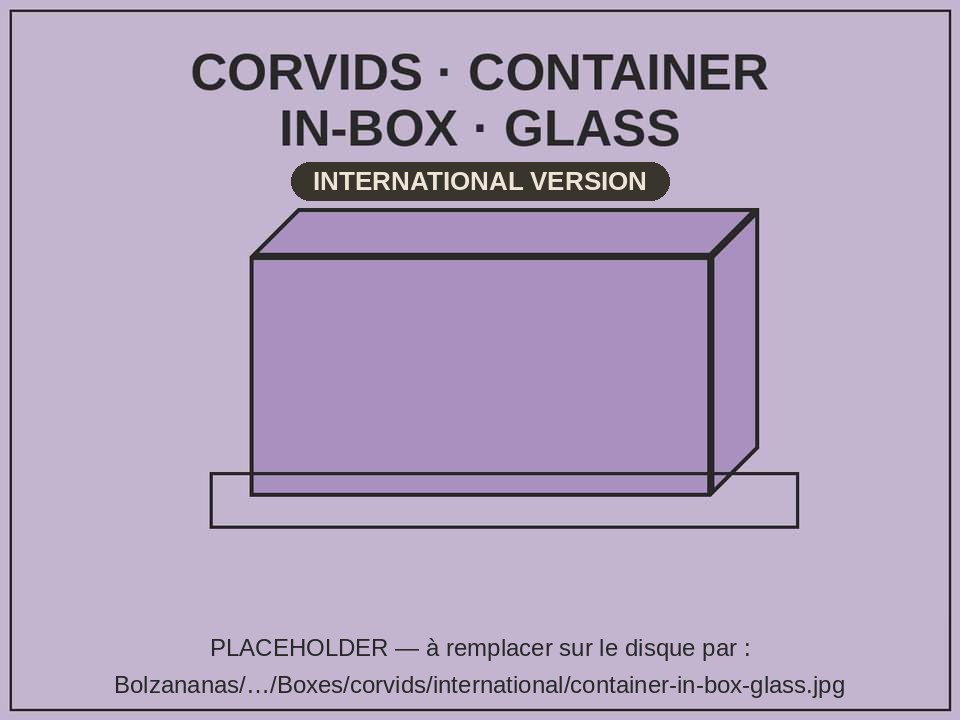 CORVIDS · CONTAINER
IN-BOX · GLASS
INTERNATIONAL VERSION
PLACEHOLDER — à remplacer sur le disque par :
Bolzananas/…/Boxes/corvids/international/container-in-box-glass.jpg